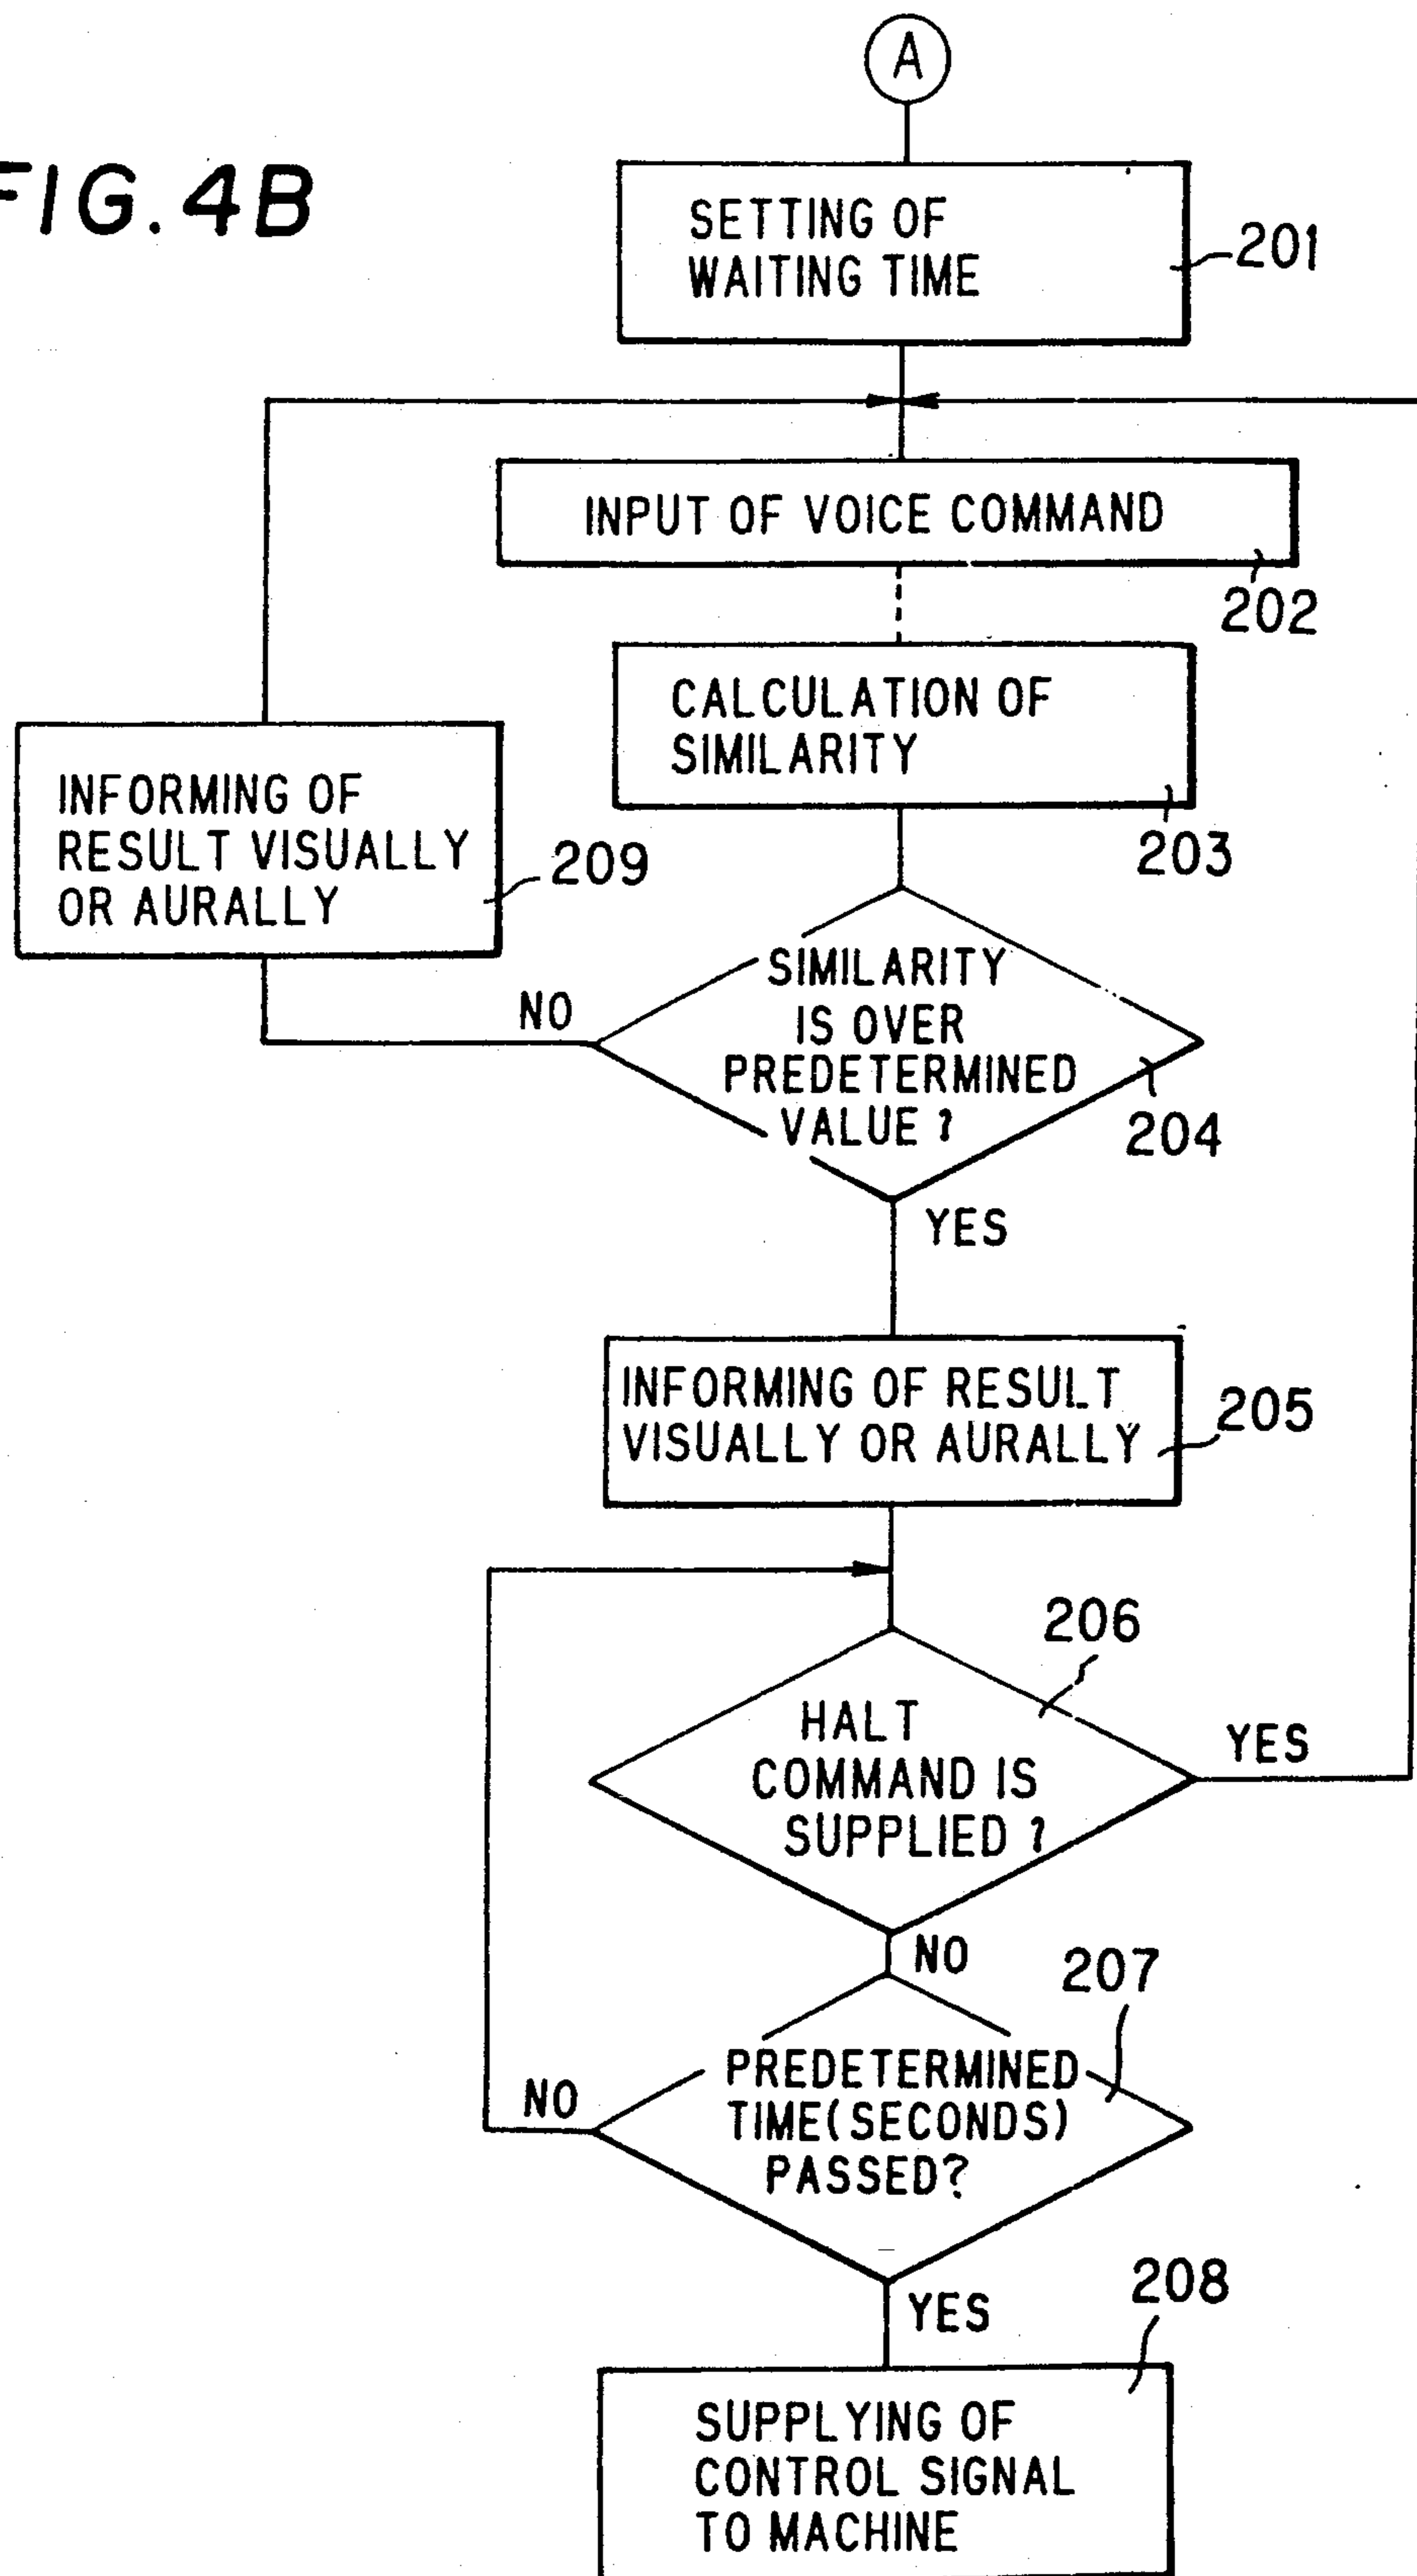 A
FIG. 4B
SETTING OF
WAITING TIME
201
INPUT OF VOICE COMMAND
202
CALCULATION OF
SIMILARITY
203
INFORMING OF
RESULT VISUALLY
OR AURALLY
209
SIMILARITY
IS OVER
PREDETERMINED
VALUE ?
204
NO
YES
INFORMING OF RESULT
VISUALLY OR AURALLY
205
206
HALT
COMMAND IS
SUPPLIED ?
YES
NO
207
PREDETERMINED
TIME(SECONDS)
PASSED?
NO
YES
208
SUPPLYING OF
CONTROL SIGNAL
TO MACHINE